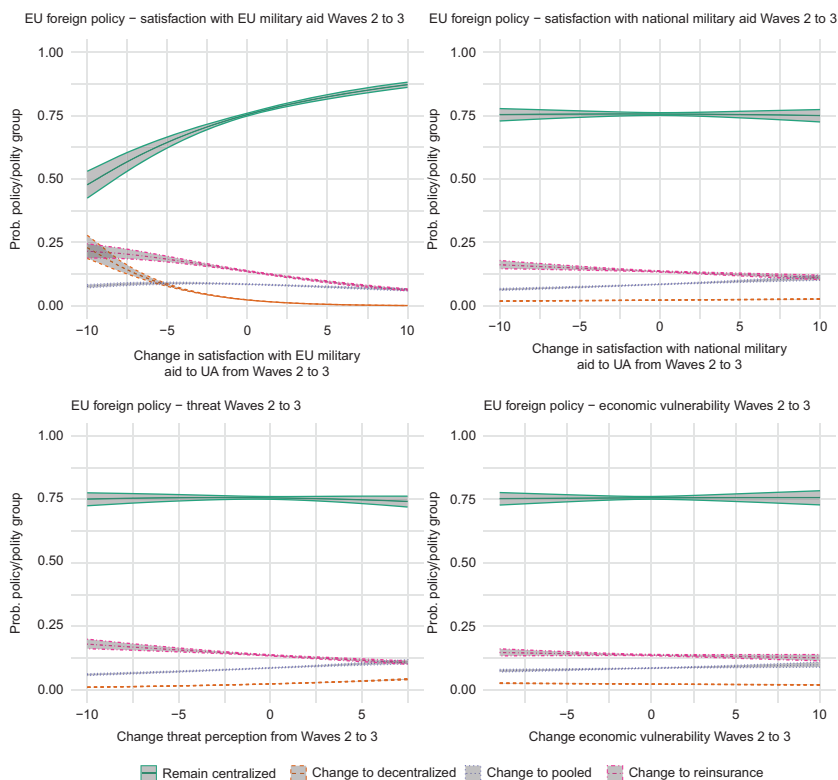 EU foreign policy − satisfaction with EU military aid Waves 2 to 3
1.00
0.75
0.50
0.25
0.00
Prob. policy/polity group
−10
−5
0
5
10
Change in satisfaction with EU military
aid to UA from Waves 2 to 3
EU foreign policy − satisfaction with national military aid Waves 2 to 3
1.00
0.75
0.50
0.25
0.00
Prob. policy/polity group
−10
−5
0
5
10
Change in satisfaction with national military
aid to UA from Waves 2 to 3
EU foreign policy − threat Waves 2 to 3
1.00
0.75
0.50
0.25
0.00
Prob. policy/polity group
−10
−5
0
5
Change threat perception from Waves 2 to 3
EU foreign policy − economic vulnerability Waves 2 to 3
1.00
0.75
0.50
0.25
0.00
Prob. policy/polity group
−5
0
5
10
Change economic vulnerability Waves 2 to 3
Remain centralized
Change to decentralized
Change to pooled
Change to reinsurance